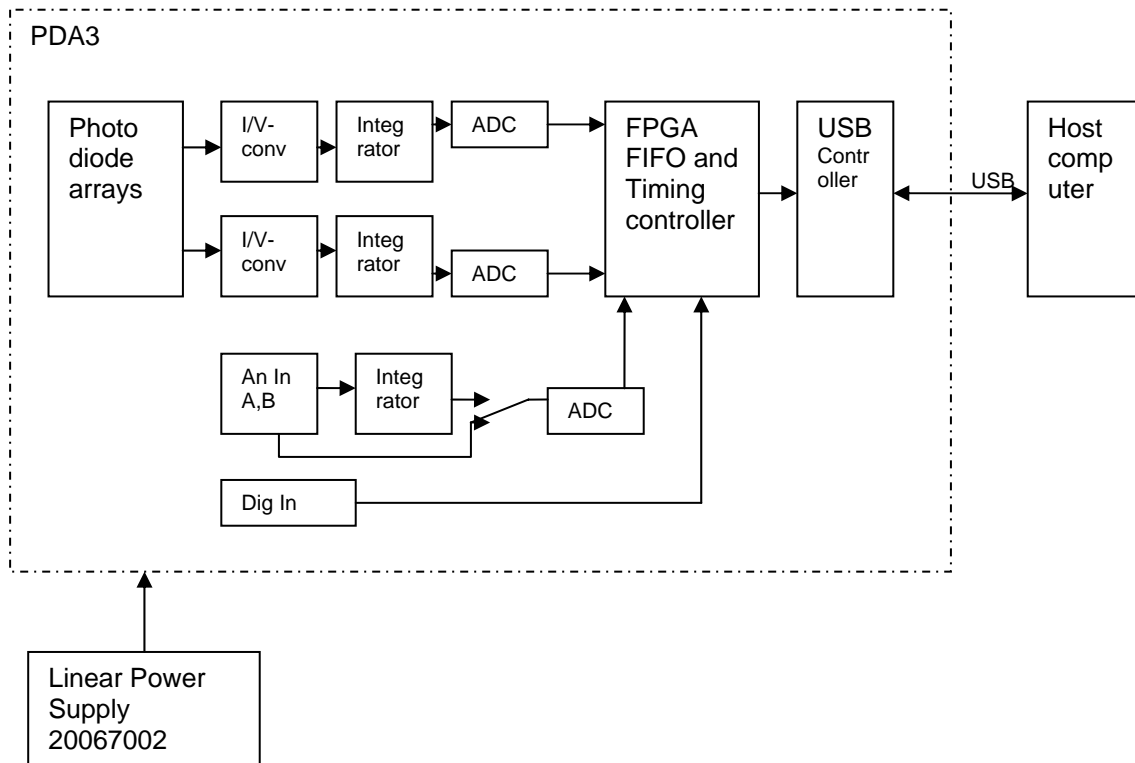 PDA3
Photo
diode
arrays
I/V-
conv
Integ
rator
ADC
FPGA
FIFO and
Timing
controller
USB
Contr
oller
USB
Host
comp
uter
I/V-
conv
Integ
rator
ADC
An In
A,B
Integ
rator
ADC
Dig In
Linear Power
Supply
20067002